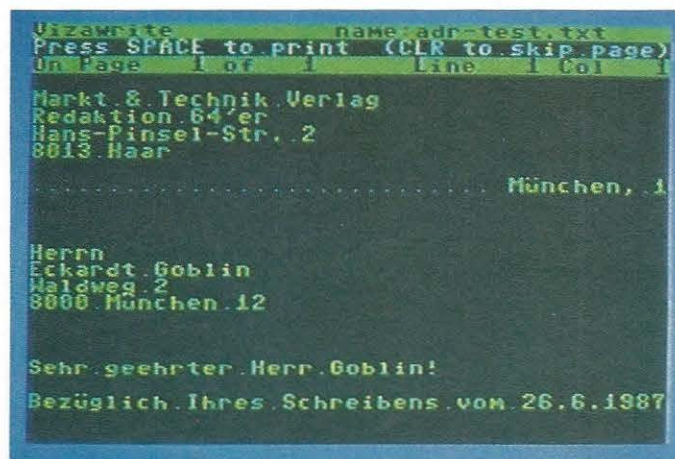 Vizawrite name:adr-test.txt
Press SPACE to.print (CLR to.skip.page)
On Page 1 of 1 Line 1 Col 1
Markt.&.Technik.Verlag
Redaktion.64'er
Hans-Pinsel-Str..2
8013.Haar
................................ München,.1
Herrn
Eckardt.Goblin
Waldweg.2
8000.München.12
Sehr.geehrter.Herr.Goblin!
Bezüglich.Ihres.Schreibens.vom.26.6.1987